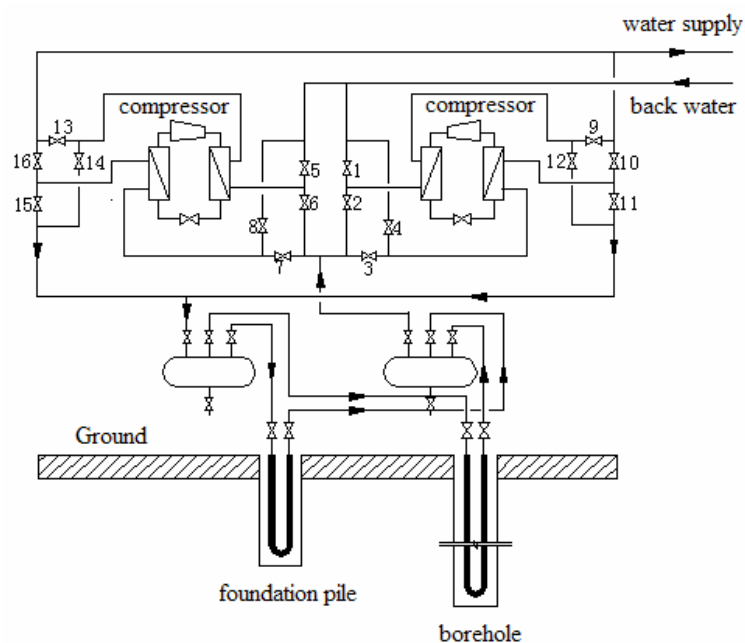 water supply
back water
compressor
compressor
13
9
16
14
5
1
12
10
15
6
2
11
8
4
7
3
Ground
foundation pile
borehole